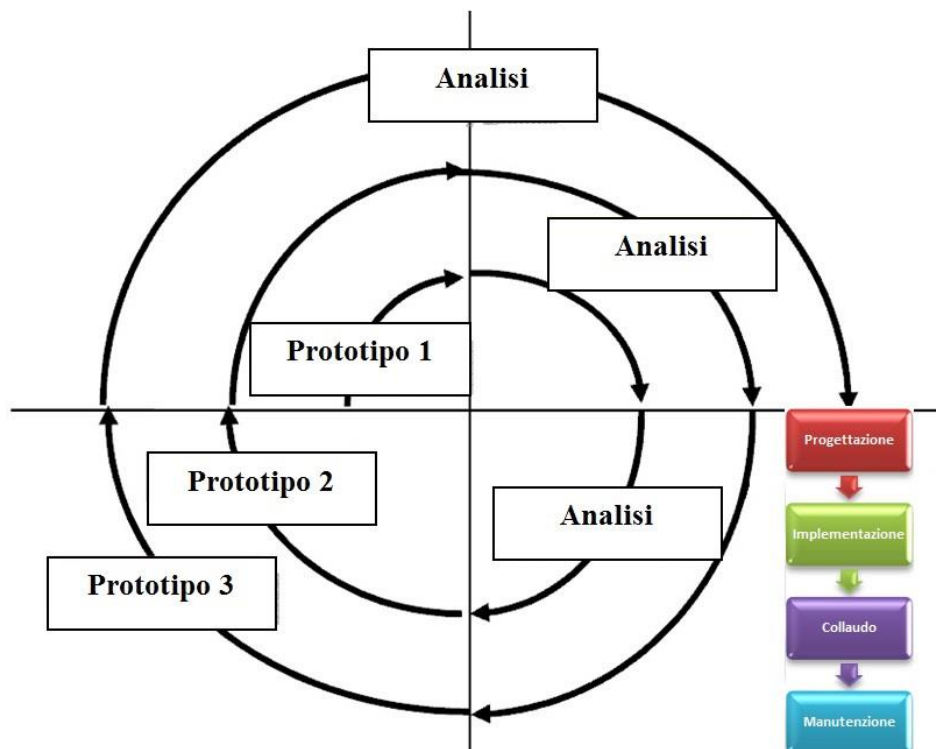 Analisi
Analisi
Prototipo 1
Progettazione
Prototipo 2
Analisi
Implementazione
Prototipo 3
Collaudo
Manutenzione